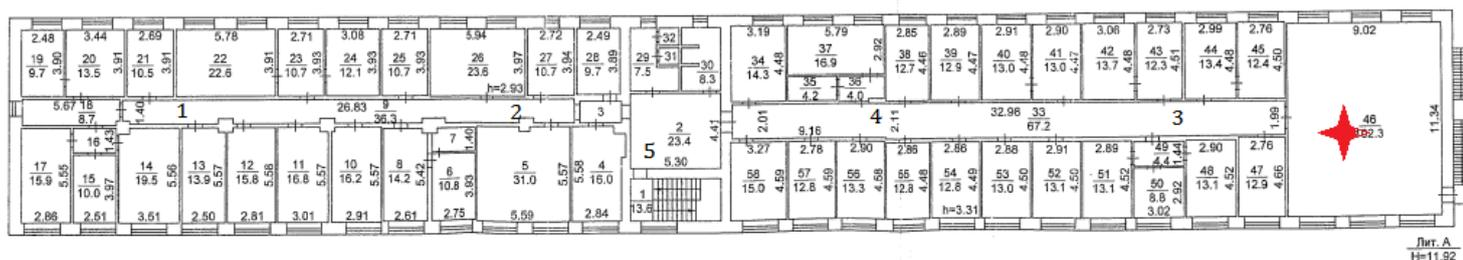 2.48 3.44 2.69 5.78 2.71 3.08 2.71 5.94 2.72 2.49 32 3.19 5.79 2.85 2.89 2.91 2.90 3.06 2.73 2.99 2.76 9.02
19 3.90 20 3.91 21 3.91 22 3.91 23 3.93 24 3.93 25 3.93 26 3.97 27 3.94 28 3.89 29 31 30 34 4.48 37 2.92 38 4.46 39 4.47 40 4.48 41 4.47 42 4.48 43 4.51 44 4.48 45 4.50
9.7 13.5 10.5 22.6 10.7 12.1 10.7 23.6 10.7 9.7 7.5 8.3 14.3 16.9 12.7 12.9 13.0 13.0 13.7 12.3 13.4 12.4
h=2.93 35 36
4.2 4.0
5.67 18 1.40 1 26.83 9 2 3 2.01 4 2.11 32.98 33 3 1.99 46 11.34
8.7 36.3 2 4.41 9.16 67.2
23.4
16 1.43 7 1.40 5 5.30 3.27 2.78 2.90 2.86 2.86 2.88 2.91 2.89 49 1.44 2.90 2.76
4.4
17 5.55 15 3.97 14 5.56 13 5.57 12 5.56 11 5.57 10 5.57 8 5.42 6 3.93 5 5.57 4 5.58 1 58 4.59 57 4.59 56 4.58 55 4.48 54 4.49 53 4.50 52 4.50 51 4.52 50 2.92 48 4.52 47 4.66
15.9 10.0 19.5 13.9 15.8 16.8 16.2 14.2 10.8 31.0 16.0 13.6 15.0 12.8 13.3 12.8 12.8 13.0 13.1 13.1 8.8 13.1 12.9
2.86 2.51 3.51 2.50 2.81 3.01 2.91 2.61 2.75 5.59 2.84 h=3.31 3.02
Лит. А
H=11.92